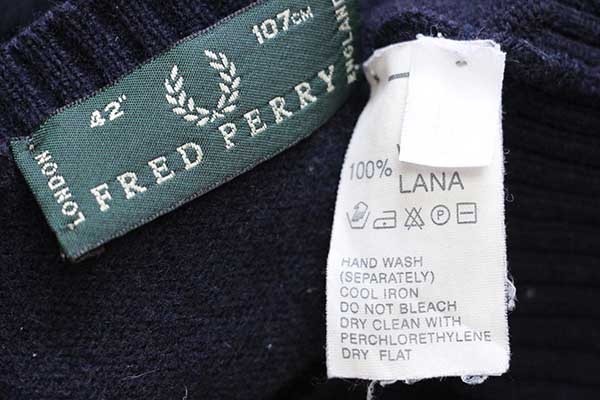 107CM
42"
FRED PERRY
LONDON
ENGLAND
100%
LANA
P
HAND WASH
(SEPARATELY)
COOL IRON
DO NOT BLEACH
DRY CLEAN WITH
PERCHLORETHYLENE
DRY FLAT